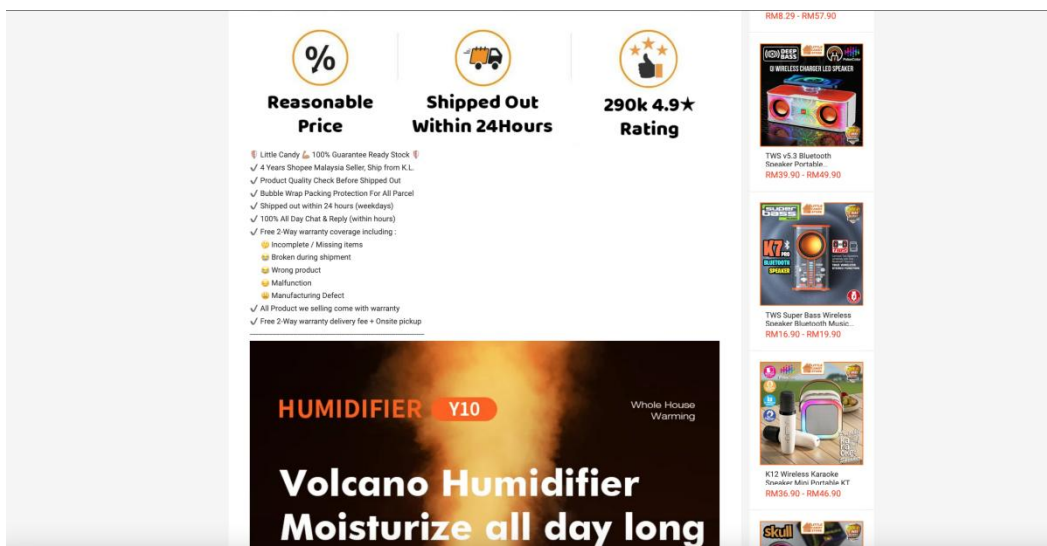 %
Reasonable
Price
Shipped Out
Within 24Hours
290k 4.9★
Rating
Little Candy 💪 100% Guarantee Ready Stock
✓ 4 Years Shopee Malaysia Seller, Ship from K.L.
✓ Product Quality Check Before Shipped Out
✓ Bubble Wrap Packing Protection For All Parcel
✓ Shipped out within 24 hours (weekdays)
✓ 100% All Day Chat & Reply (within hours)
✓ Free 2-Way warranty coverage including :
Incomplete / Missing items
Broken during shipment
Wrong product
Malfunction
Manufacturing Defect
✓ All Product we selling come with warranty
✓ Free 2-Way warranty delivery fee + Onsite pickup
HUMIDIFIER Y10
Whole House
Warming
Volcano Humidifier
Moisturize all day long
RM8.29 - RM57.90
DEEP
BASS
QI WIRELESS CHARGER LED SPEAKER
TWS v5.3 Bluetooth
Speaker Portable...
RM39.90 - RM49.90
super
bass
K7 PRO
BLUETOOTH
SPEAKER
TWS Super Bass Wireless
Speaker Bluetooth Music...
RM16.90 - RM19.90
K12 Wireless Karaoke
Speaker Mini Portable KT
RM36.90 - RM46.90
skull